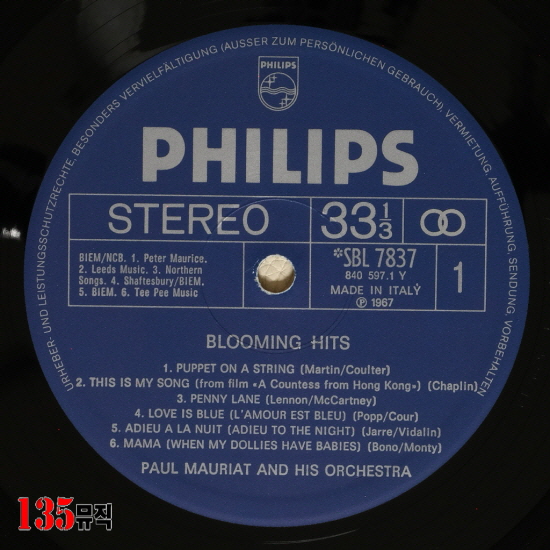 URHEBER- UND LEISTUNGSSCHUTZRECHTE, BESONDERS VERVIELFÄLTIGUNG (AUSSER ZUM PERSÖNLICHEN GEBRAUCH), VERMIETUNG, AUFFÜHRUNG, SENDUNG, VORBEHALTEN
PHILIPS
PHILIPS
STEREO 33 1/3
BIEM/NCB. 1. Peter Maurice.
2. Leeds Music. 3. Northern
Songs. 4. Shaftesbury/BIEM.
5. BIEM. 6. Tee Pee Music
*SBL 7837
840 597.1 Y
MADE IN ITALY
℗ 1967
1
BLOOMING HITS
1. PUPPET ON A STRING (Martin/Coulter)
2. THIS IS MY SONG (from film «A Countess from Hong Kong») (Chaplin)
3. PENNY LANE (Lennon/McCartney)
4. LOVE IS BLUE (L'AMOUR EST BLEU) (Popp/Cour)
5. ADIEU A LA NUIT (ADIEU TO THE NIGHT) (Jarre/Vidalin)
6. MAMA (WHEN MY DOLLIES HAVE BABIES) (Bono/Monty)
PAUL MAURIAT AND HIS ORCHESTRA
135뮤직